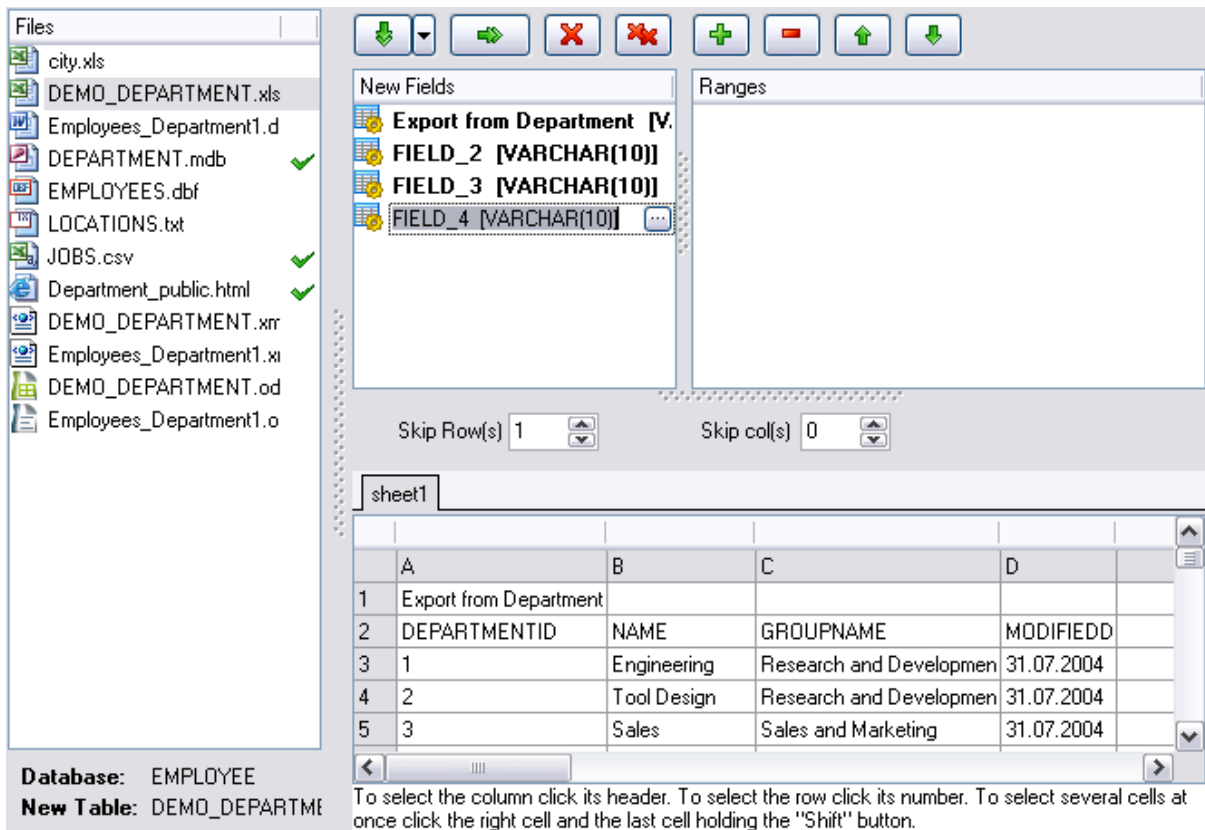 Files
city.xls
DEMO_DEPARTMENT.xls
Employees_Department1.d
DEPARTMENT.mdb
EMPLOYEES.dbf
LOCATIONS.txt
JOBS.csv
Department_public.html
DEMO_DEPARTMENT.xm
Employees_Department1.xi
DEMO_DEPARTMENT.od
Employees_Department1.o
Database: EMPLOYEE
New Table: DEMO_DEPARTME
New Fields
Export from Department [V.
FIELD_2 [VARCHAR(10)]
FIELD_3 [VARCHAR(10)]
FIELD_4 [VARCHAR(10)]
Ranges
Skip Row(s) 1 Skip col(s) 0
sheet1
A B C D
1 Export from Department
2 DEPARTMENTID NAME GROUPNAME MODIFIEDD
3 1 Engineering Research and Developmen 31.07.2004
4 2 Tool Design Research and Developmen 31.07.2004
5 3 Sales Sales and Marketing 31.07.2004
To select the column click its header. To select the row click its number. To select several cells at
once click the right cell and the last cell holding the "Shift" button.